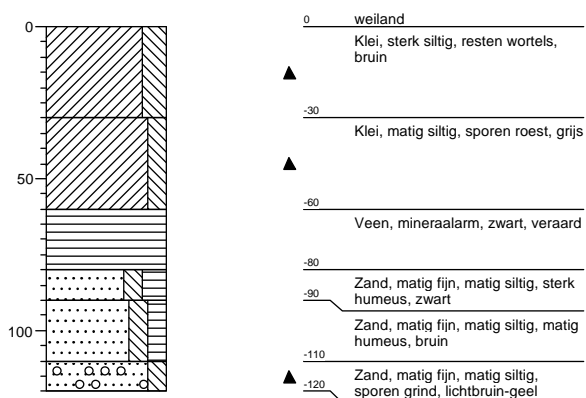 0
50
100
0 weiland
Klei, sterk siltig, resten wortels,
bruin
-30
Klei, matig siltig, sporen roest, grijs
-60
Veen, mineraalarm, zwart, veraard
-80
Zand, matig fijn, matig siltig, sterk
humeus, zwart
-90
Zand, matig fijn, matig siltig, matig
humeus, bruin
-110
Zand, matig fijn, matig siltig,
sporen grind, lichtbruin-geel
-120